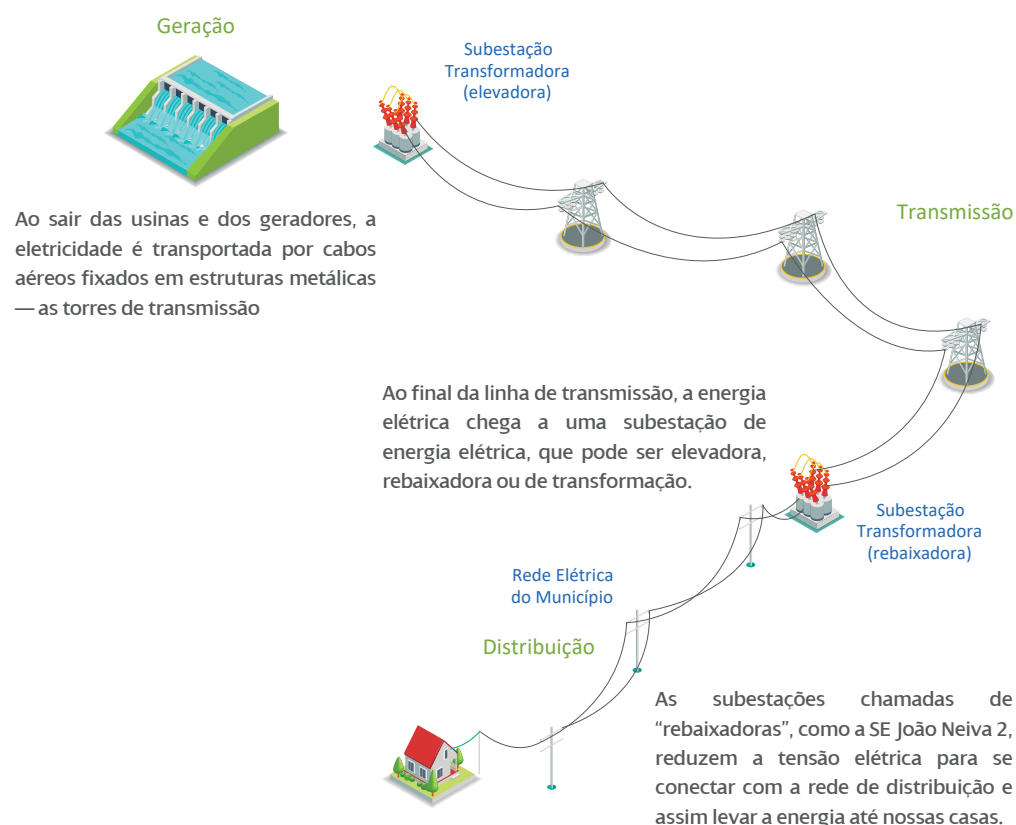 Geração
Subestação
Transformadora
(elevadora)
Ao sair das usinas e dos geradores, a
eletricidade é transportada por cabos
aéreos fixados em estruturas metálicas
— as torres de transmissão
Transmissão
Ao final da linha de transmissão, a energia
elétrica chega a uma subestação de
energia elétrica, que pode ser elevadora,
rebaixadora ou de transformação.
Subestação
Transformadora
(rebaixadora)
Rede Elétrica
do Município
Distribuição
As subestações chamadas de
“rebaixadoras”, como a SE João Neiva 2,
reduzem a tensão elétrica para se
conectar com a rede de distribuição e
assim levar a energia até nossas casas.